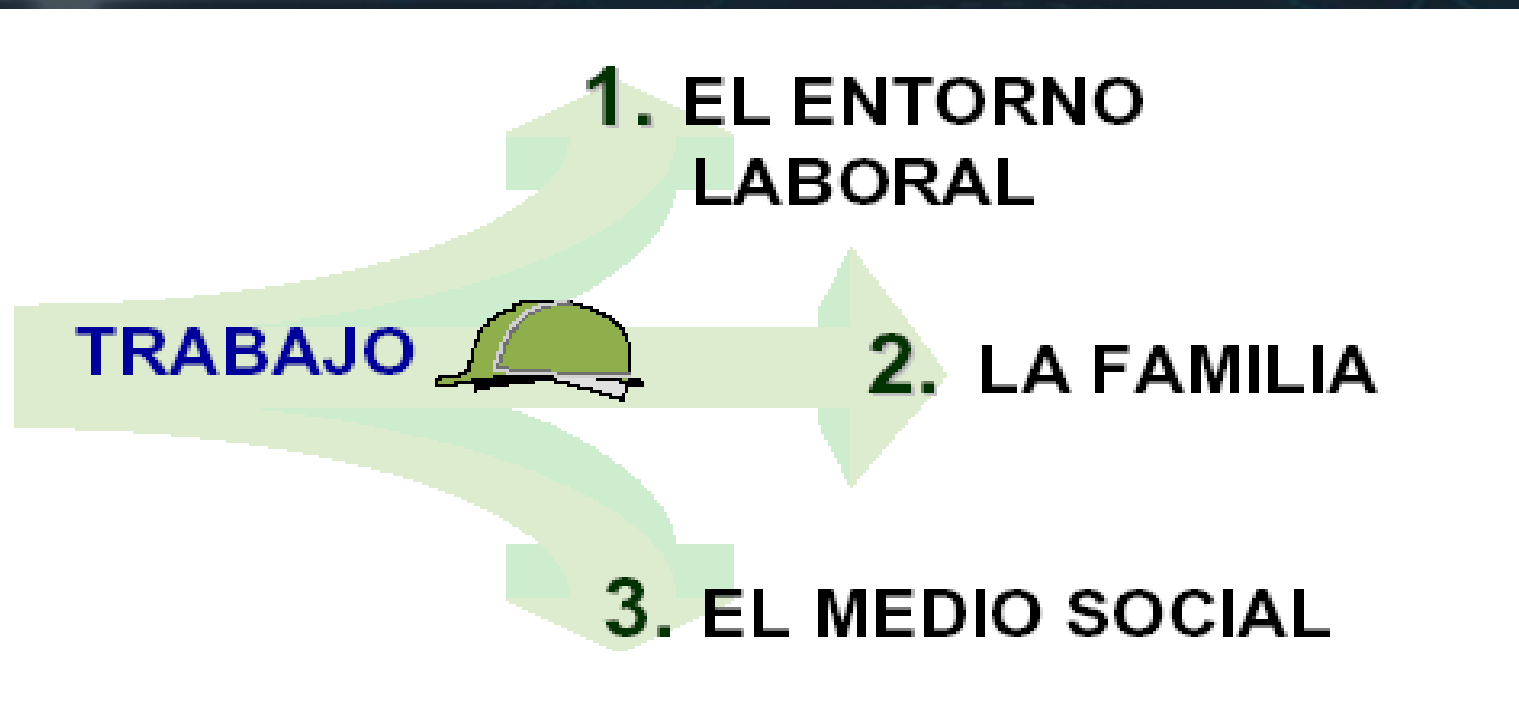 1. EL ENTORNO
LABORAL
TRABAJO
2. LA FAMILIA
3. EL MEDIO SOCIAL